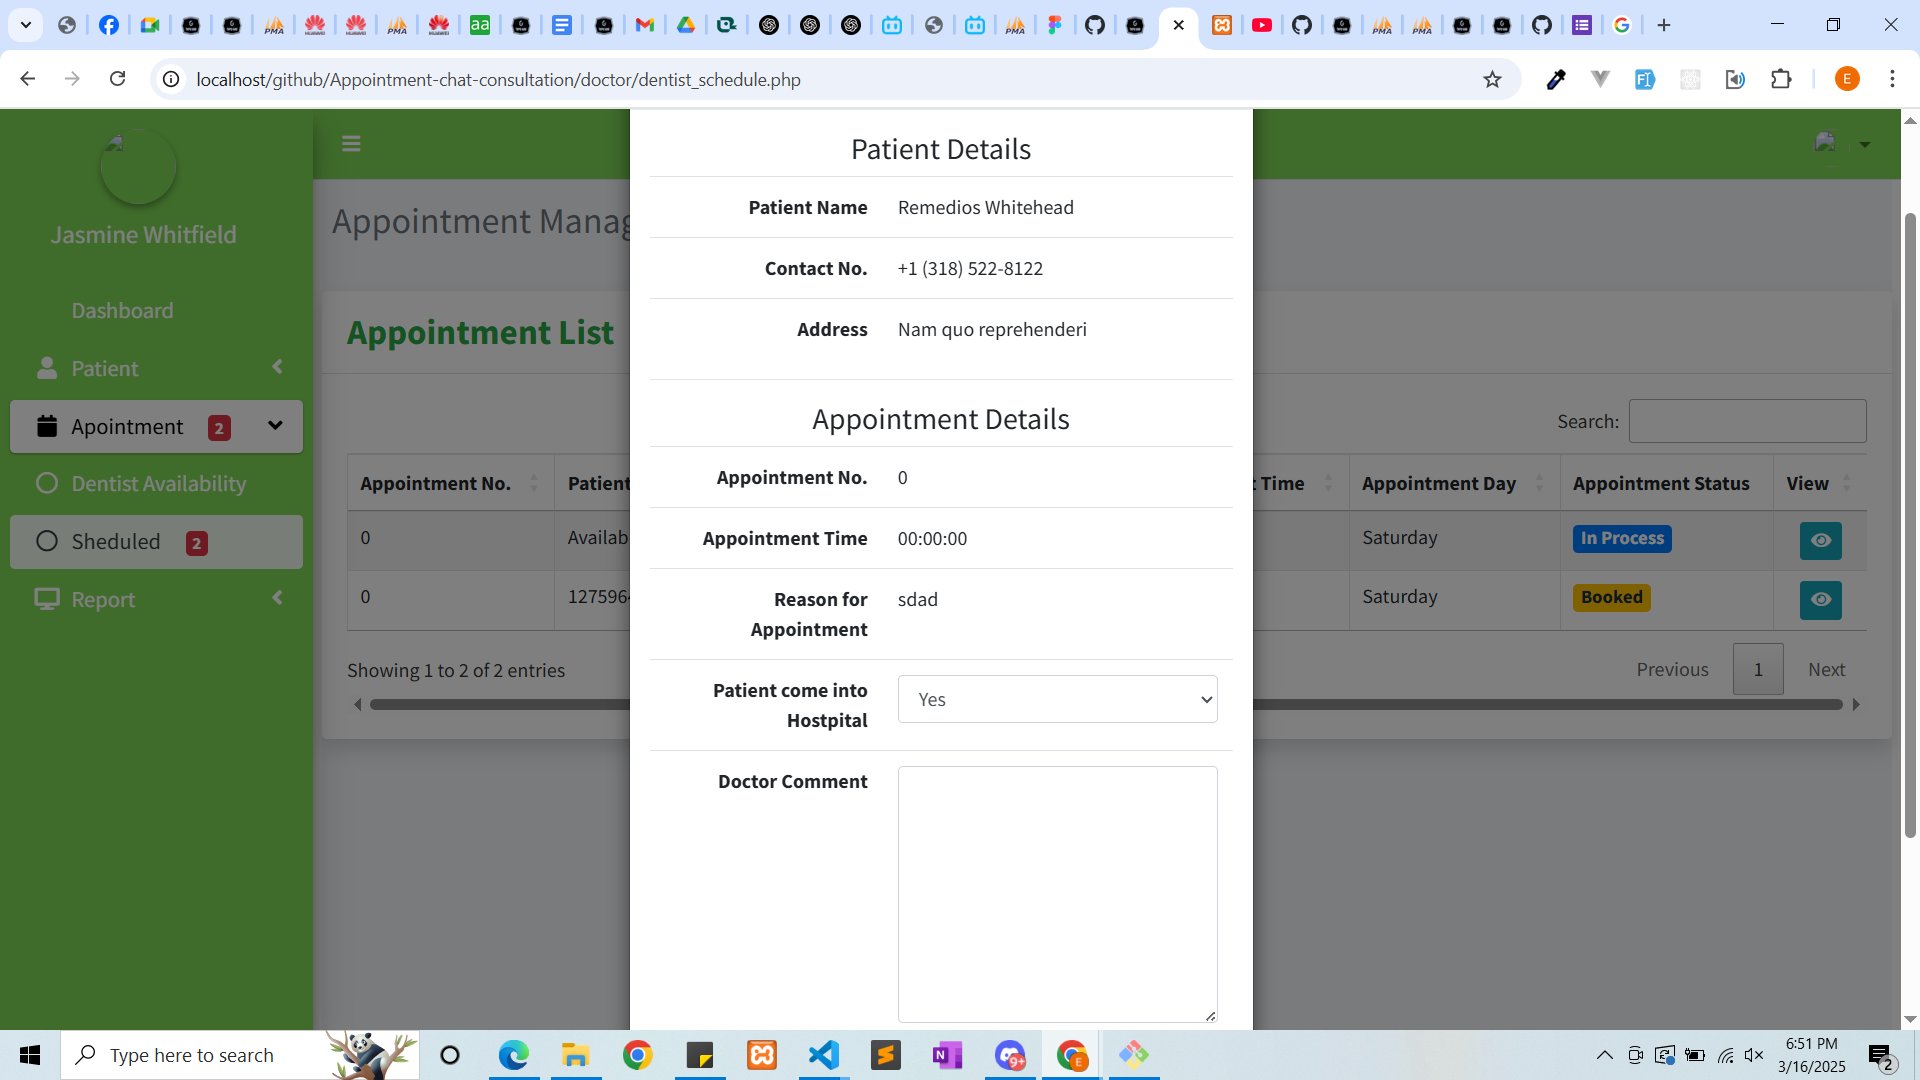 localhost/github/Appointment-chat-consultation/doctor/dentist_schedule.php
E
Jasmine Whitfield
Dashboard
Patient
Apointment 2
Dentist Availability
Sheduled 2
Report
Appointment Manag
Appointment List
Search:
Appointment No. Patient t Time Appointment Day Appointment Status View
0 Availab Saturday In Process
0 127596 Saturday Booked
Showing 1 to 2 of 2 entries
Previous 1 Next
Patient Details
Patient Name Remedios Whitehead
Contact No. +1 (318) 522-8122
Address Nam quo reprehenderi
Appointment Details
Appointment No. 0
Appointment Time 00:00:00
Reason for Appointment sdad
Patient come into Hostpital Yes
Doctor Comment
Type here to search
9+
E
6:51 PM
3/16/2025
2